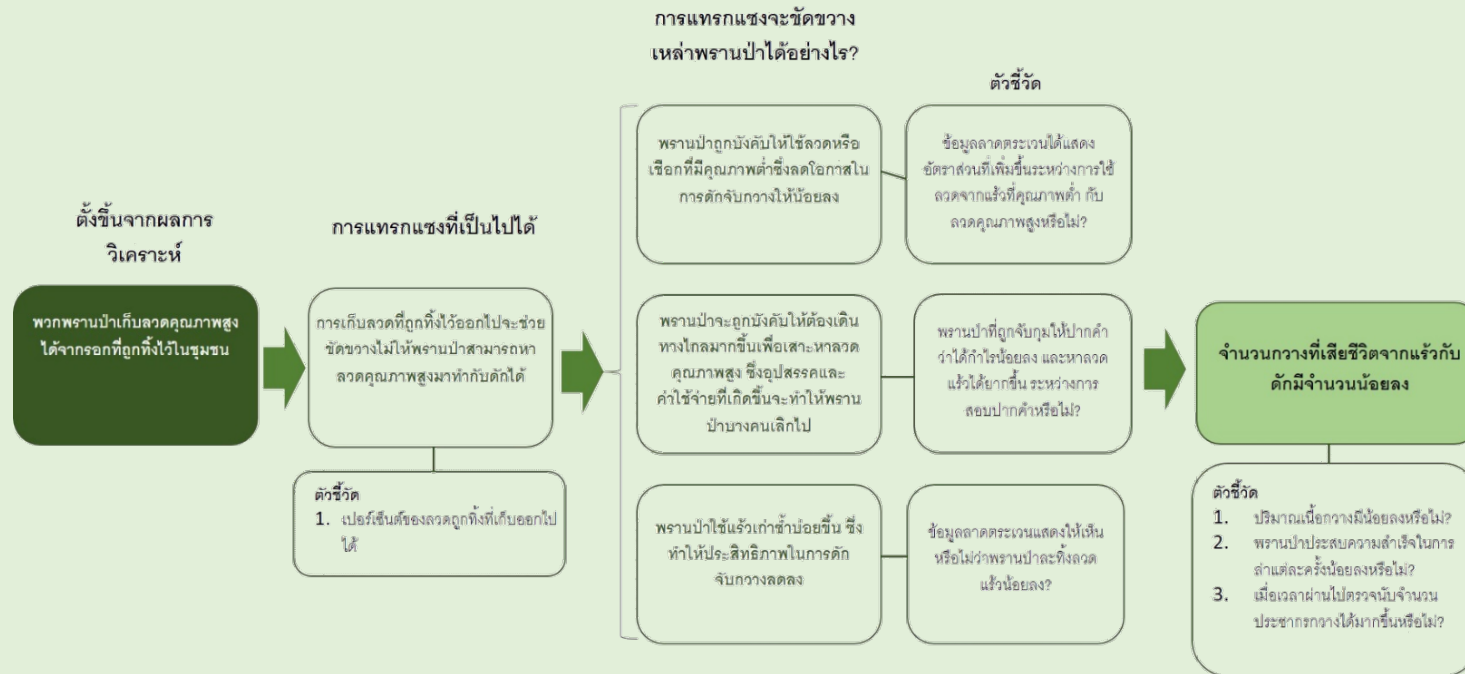 การแทรกแซงจะขัดขวาง
เหล่าพรานป่าได้อย่างไร?
ตัวชี้วัด
ตั้งขึ้นจากผลการ
วิเคราะห์
การแทรกแซงที่เป็นไปได้
พวกพรานป่าเก็บลวดคุณภาพสูง
ได้จากรอกที่ถูกทิ้งไว้ในชุมชน
การเก็บลวดที่ถูกทิ้งไว้ออกไปจะช่วย
ขัดขวางไม่ให้พรานป่าสามารถหา
ลวดคุณภาพสูงมาทำกับดักได้
ตัวชี้วัด
1. เปอร์เซ็นต์ของลวดถูกทิ้งที่เก็บออกไป
ได้
พรานป่าถูกบังคับให้ใช้ลวดหรือ
เชือกที่มีคุณภาพต่ำซึ่งลดโอกาสใน
การดักจับกวางให้น้อยลง
ข้อมูลลาดตระเวนได้แสดง
อัตราส่วนที่เพิ่มขึ้นระหว่างการใช้
ลวดจากแร้วที่คุณภาพต่ำ กับ
ลวดคุณภาพสูงหรือไม่?
พรานป่าจะถูกบังคับให้ต้องเดิน
ทางไกลมากขึ้นเพื่อเสาะหาลวด
คุณภาพสูง ซึ่งอุปสรรคและ
ค่าใช้จ่ายที่เกิดขึ้นจะทำให้พราน
ป่าบางคนเลิกไป
พรานป่าที่ถูกจับกุมให้ปากคำ
ว่าได้กำไรน้อยลง และหาลวด
แร้วได้ยากขึ้น ระหว่างการ
สอบปากคำหรือไม่?
พรานป่าใช้แร้วเก่าซ้ำบ่อยขึ้น ซึ่ง
ทำให้ประสิทธิภาพในการดัก
จับกวางลดลง
ข้อมูลลาดตระเวนแสดงให้เห็น
หรือไม่ว่าพรานป่าละทิ้งลวด
แร้วน้อยลง?
จำนวนกวางที่เสียชีวิตจากแร้วกับ
ดักมีจำนวนน้อยลง
ตัวชี้วัด
1. ปริมาณเนื้อกวางมีน้อยลงหรือไม่?
2. พรานป่าประสบความสำเร็จในการ
ล่าแต่ละครั้งน้อยลงหรือไม่?
3. เมื่อเวลาผ่านไปตรวจนับจำนวน
ประชากรกวางได้มากขึ้นหรือไม่?